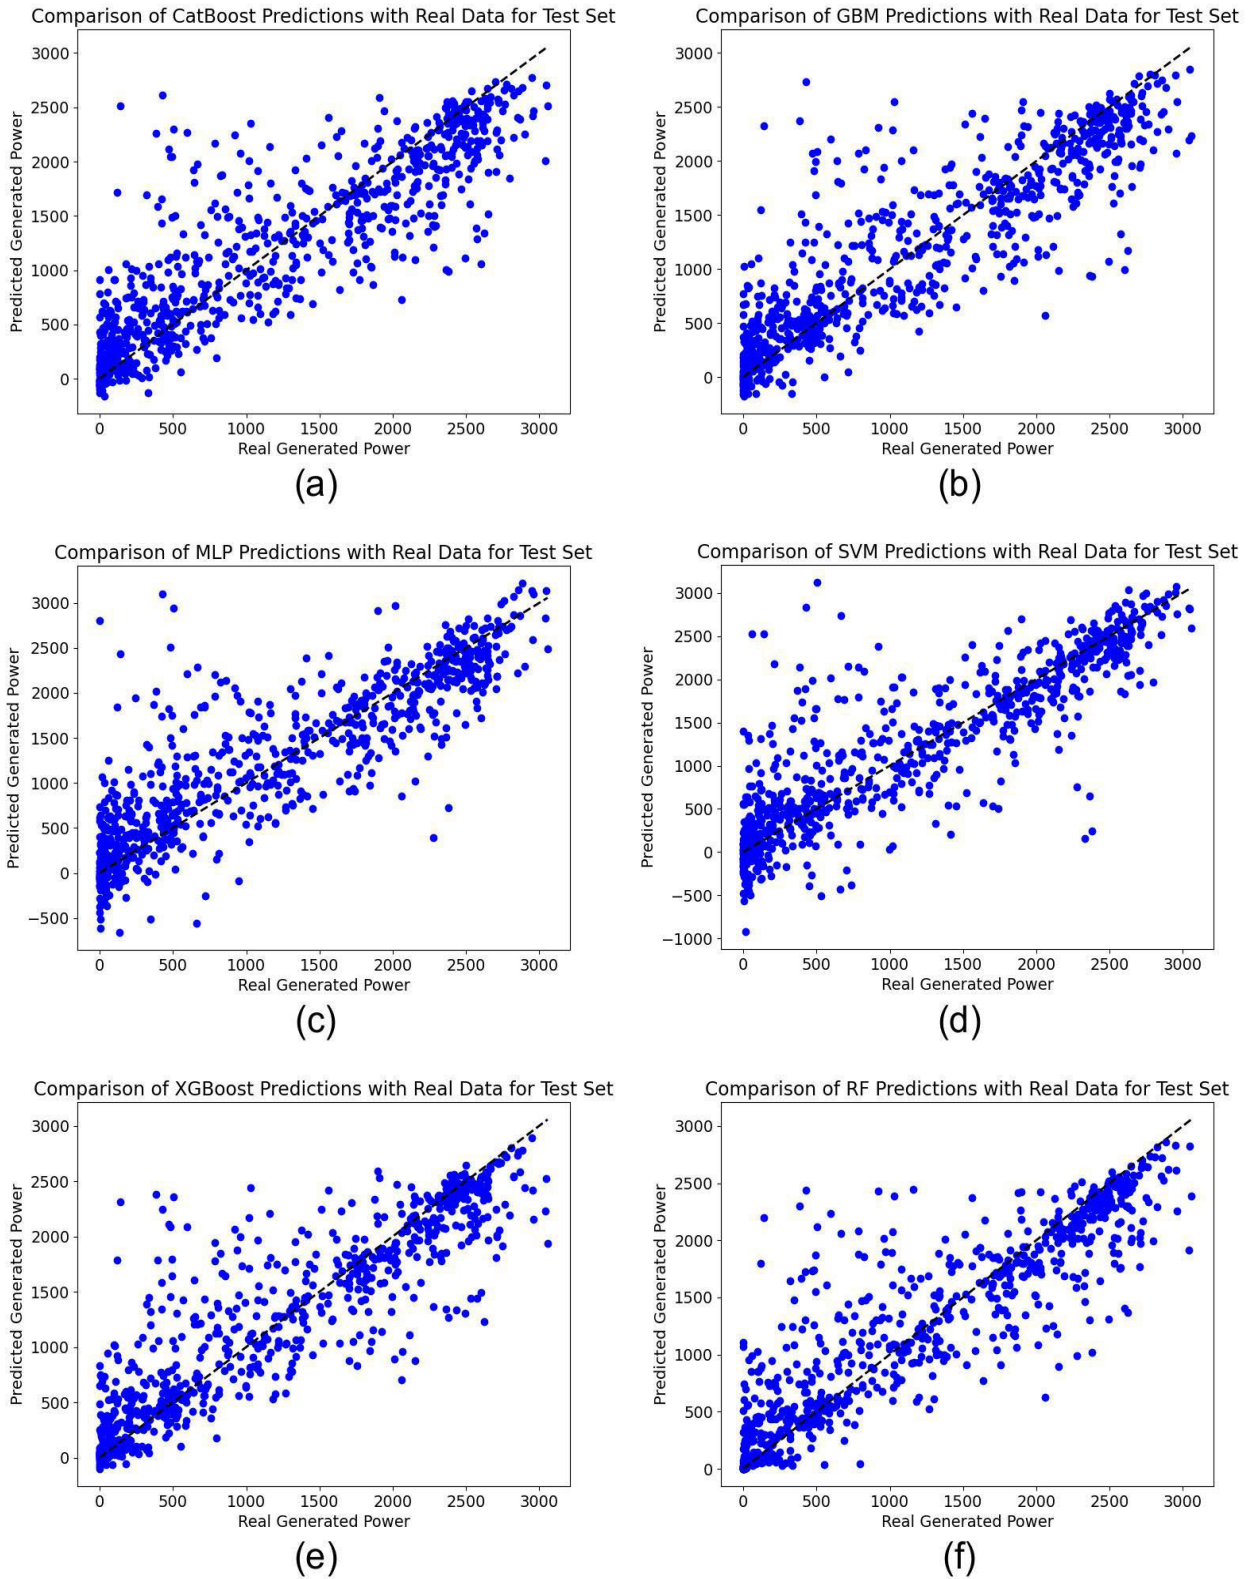 Comparison of CatBoost Predictions with Real Data for Test Set
3000
2500
2000
1500
1000
500
0
Predicted Generated Power
0 500 1000 1500 2000 2500 3000
Real Generated Power
(a)
Comparison of GBM Predictions with Real Data for Test Set
3000
2500
2000
1500
1000
500
0
Predicted Generated Power
0 500 1000 1500 2000 2500 3000
Real Generated Power
(b)
Comparison of MLP Predictions with Real Data for Test Set
3000
2500
2000
1500
1000
500
0
−500
Predicted Generated Power
0 500 1000 1500 2000 2500 3000
Real Generated Power
(c)
Comparison of SVM Predictions with Real Data for Test Set
3000
2500
2000
1500
1000
500
0
−500
−1000
Predicted Generated Power
0 500 1000 1500 2000 2500 3000
Real Generated Power
(d)
Comparison of XGBoost Predictions with Real Data for Test Set
3000
2500
2000
1500
1000
500
0
Predicted Generated Power
0 500 1000 1500 2000 2500 3000
Real Generated Power
(e)
Comparison of RF Predictions with Real Data for Test Set
3000
2500
2000
1500
1000
500
0
Predicted Generated Power
0 500 1000 1500 2000 2500 3000
Real Generated Power
(f)